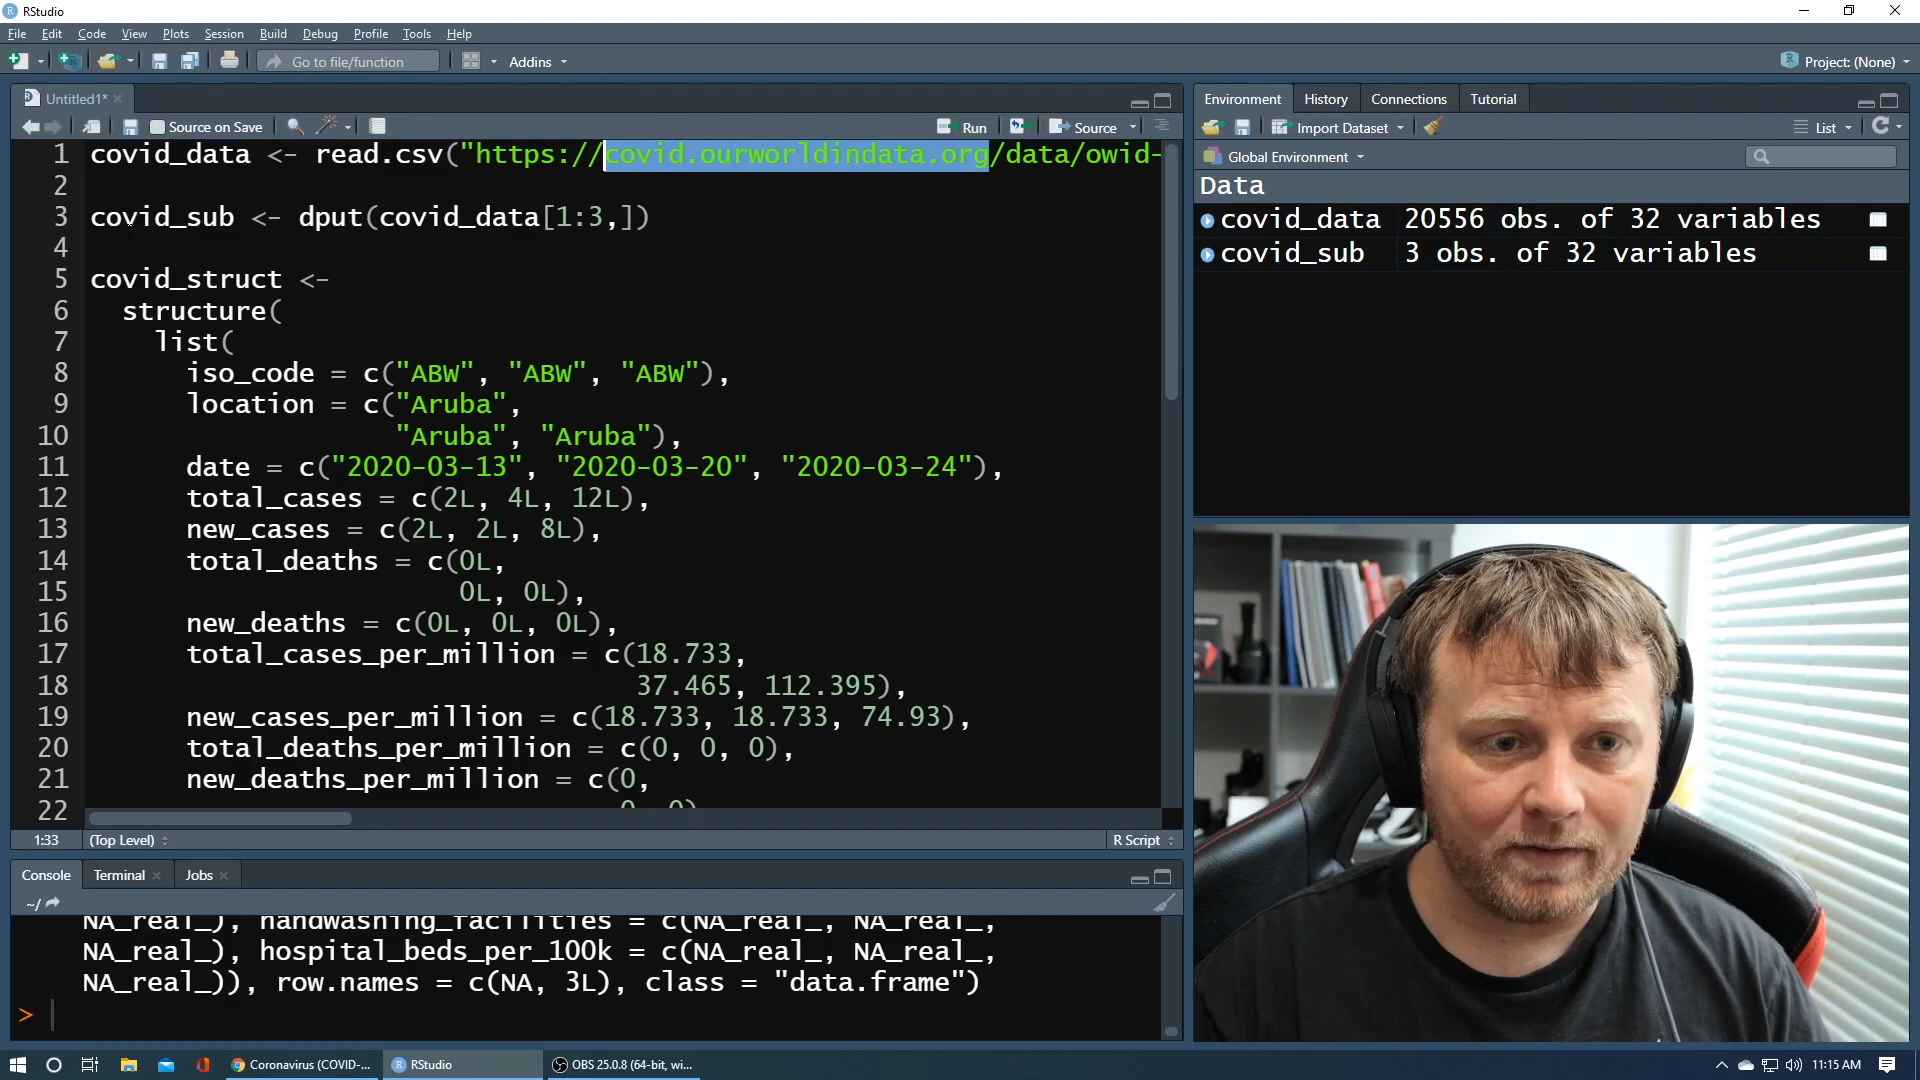 RStudio
File Edit Code View Plots Session Build Debug Profile Tools Help
Go to file/function Addins Project: (None)
Untitled1*
Source on Save Run Source
1 covid_data <- read.csv("https://covid.ourworldindata.org/data/owid-
2
3 covid_sub <- dput(covid_data[1:3,])
4
5 covid_struct <-
6 structure(
7 list(
8 iso_code = c("ABW", "ABW", "ABW"),
9 location = c("Aruba",
10 "Aruba", "Aruba"),
11 date = c("2020-03-13", "2020-03-20", "2020-03-24"),
12 total_cases = c(2L, 4L, 12L),
13 new_cases = c(2L, 2L, 8L),
14 total_deaths = c(0L,
15 0L, 0L),
16 new_deaths = c(0L, 0L, 0L),
17 total_cases_per_million = c(18.733,
18 37.465, 112.395),
19 new_cases_per_million = c(18.733, 18.733, 74.93),
20 total_deaths_per_million = c(0, 0, 0),
21 new_deaths_per_million = c(0,
22 0, 0)
1:33 (Top Level) R Script
Console Terminal Jobs
~/
NA_real_), handwashing_facilities = c(NA_real_, NA_real_,
NA_real_), hospital_beds_per_100k = c(NA_real_, NA_real_,
NA_real_)), row.names = c(NA, 3L), class = "data.frame")
>
Environment History Connections Tutorial
Import Dataset List
Global Environment
Data
covid_data 20556 obs. of 32 variables
covid_sub 3 obs. of 32 variables
Coronavirus (COVID-... RStudio OBS 25.0.8 (64-bit, wi... 11:15 AM